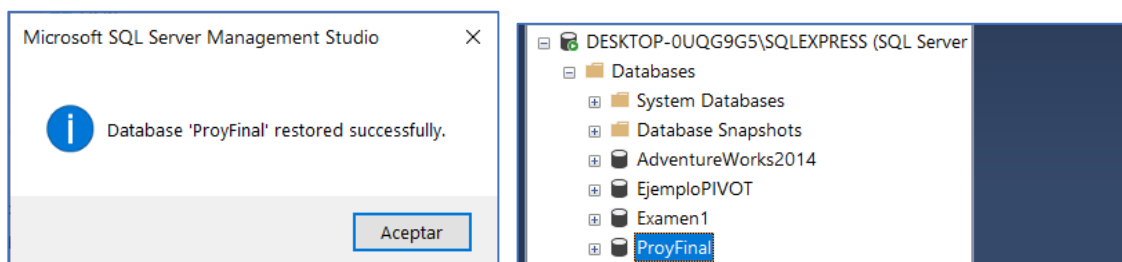 Microsoft SQL Server Management Studio
Database 'ProyFinal' restored successfully.
Aceptar
DESKTOP-0UQG9G5\SQLEXPRESS (SQL Server
Databases
System Databases
Database Snapshots
AdventureWorks2014
EjemploPIVOT
Examen1
ProyFinal